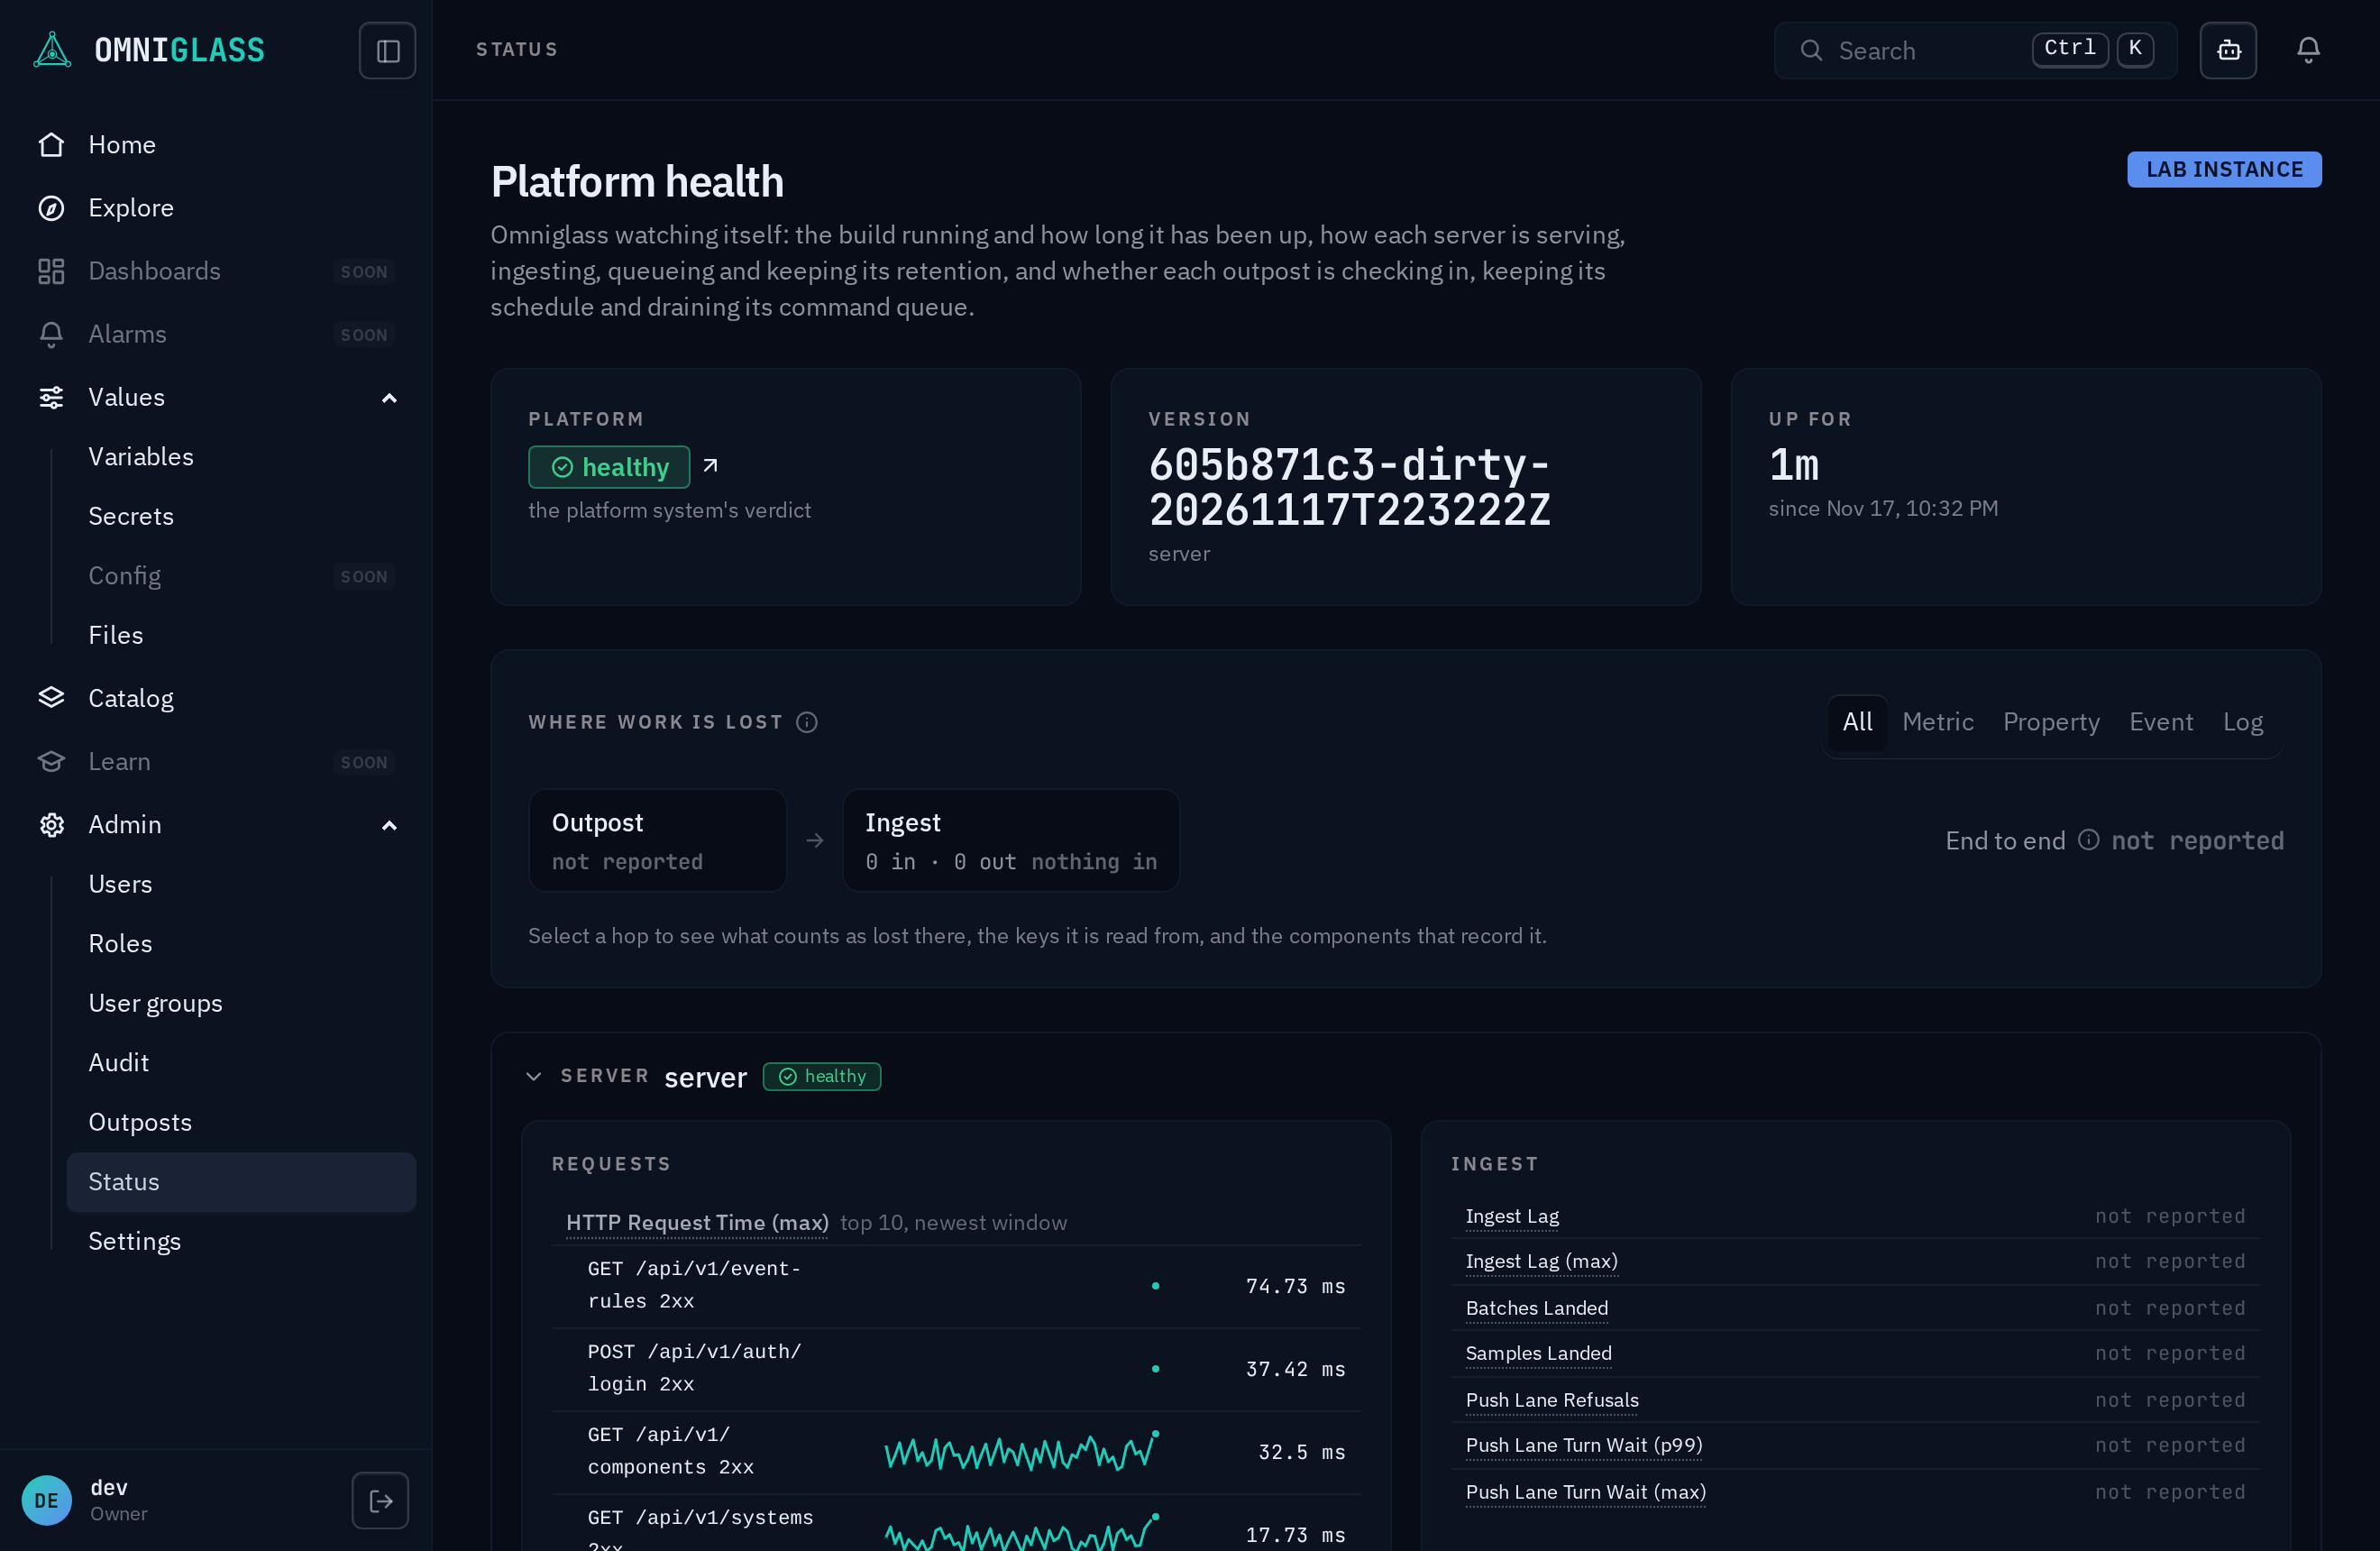 OMNIGLASS
STATUS
Search
Ctrl K
Home
Explore
Dashboards SOON
Alarms SOON
Values
Variables
Secrets
Config SOON
Files
Catalog
Learn SOON
Admin
Users
Roles
User groups
Audit
Outposts
Status
Settings
DE
dev
Owner
Platform health
LAB INSTANCE
Omniglass watching itself: the build running and how long it has been up, how each server is serving,
ingesting, queueing and keeping its retention, and whether each outpost is checking in, keeping its
schedule and draining its command queue.
PLATFORM
healthy
the platform system's verdict
VERSION
605b871c3-dirty-
20261117T223222Z
server
UP FOR
1m
since Nov 17, 10:32 PM
WHERE WORK IS LOST
All Metric Property Event Log
Outpost
not reported
Ingest
0 in · 0 out nothing in
End to end not reported
Select a hop to see what counts as lost there, the keys it is read from, and the components that record it.
SERVER server healthy
REQUESTS
HTTP Request Time (max) top 10, newest window
GET /api/v1/event-
rules 2xx
74.73 ms
POST /api/v1/auth/
login 2xx
37.42 ms
GET /api/v1/
components 2xx
32.5 ms
GET /api/v1/systems
2xx
17.73 ms
INGEST
Ingest Lag not reported
Ingest Lag (max) not reported
Batches Landed not reported
Samples Landed not reported
Push Lane Refusals not reported
Push Lane Turn Wait (p99) not reported
Push Lane Turn Wait (max) not reported